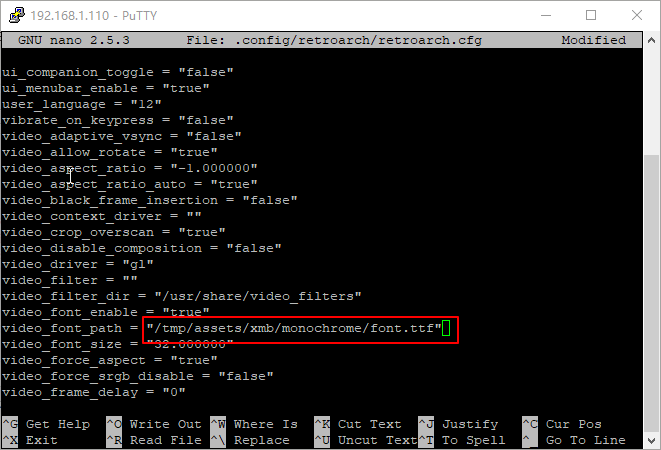 192.168.1.110 - PuTTY
GNU nano 2.5.3 File: .config/retroarch/retroarch.cfg Modified
ui_companion_toggle = "false"
ui_menubar_enable = "true"
user_language = "12"
vibrate_on_keypress = "false"
video_adaptive_vsync = "false"
video_allow_rotate = "true"
video_aspect_ratio = "-1.000000"
video_aspect_ratio_auto = "true"
video_black_frame_insertion = "false"
video_context_driver = ""
video_crop_overscan = "true"
video_disable_composition = "false"
video_driver = "gl"
video_filter = ""
video_filter_dir = "/usr/share/video_filters"
video_font_enable = "true"
video_font_path = "/tmp/assets/xmb/monochrome/font.ttf"
video_font_size = "32.000000"
video_force_aspect = "true"
video_force_srgb_disable = "false"
video_frame_delay = "0"
^G Get Help ^O Write Out ^W Where Is ^K Cut Text ^J Justify ^C Cur Pos
^X Exit ^R Read File ^\ Replace ^U Uncut Text ^T To Spell ^_ Go To Line